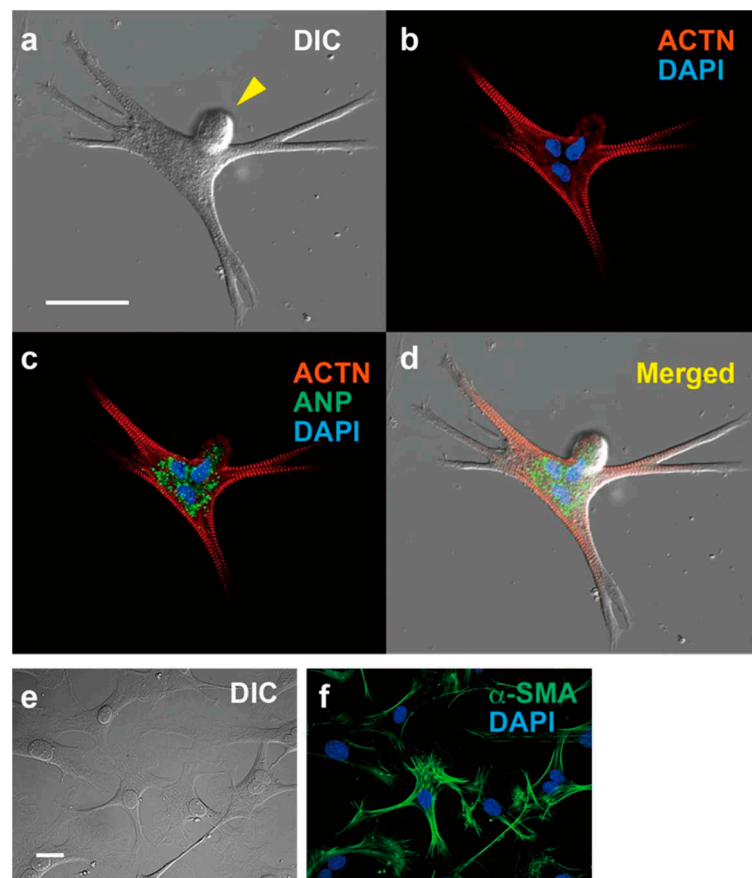 a
DIC
b
ACTN
DAPI
c
ACTN
ANP
DAPI
d
Merged
e
DIC
f
α-SMA
DAPI